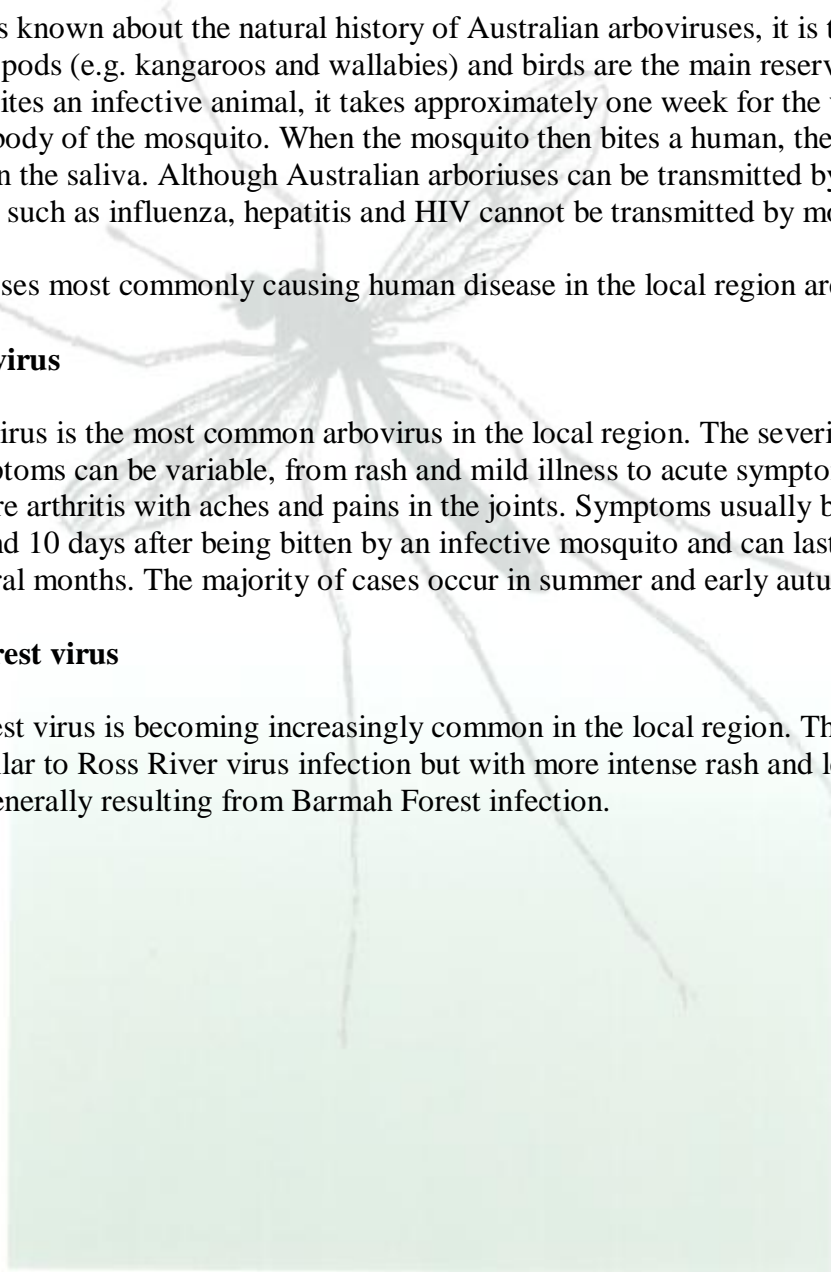 s known about the natural history of Australian arboviruses, it is t
pods (e.g. kangaroos and wallabies) and birds are the main reserv
ites an infective animal, it takes approximately one week for the
body of the mosquito. When the mosquito then bites a human, the
n the saliva. Although Australian arboriuses can be transmitted by
such as influenza, hepatitis and HIV cannot be transmitted by mo
ses most commonly causing human disease in the local region are
virus
irus is the most common arbovirus in the local region. The severi
ptoms can be variable, from rash and mild illness to acute sympto
re arthritis with aches and pains in the joints. Symptoms usually b
nd 10 days after being bitten by an infective mosquito and can last
ral months. The majority of cases occur in summer and early autu
rest virus
est virus is becoming increasingly common in the local region. Th
lar to Ross River virus infection but with more intense rash and l
enerally resulting from Barmah Forest infection.